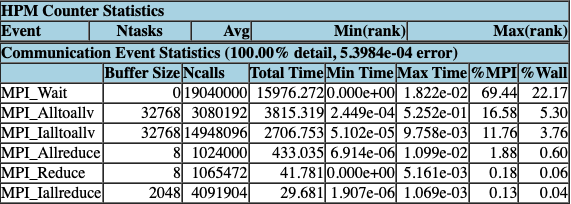 HPM Counter Statistics
Event Ntasks Avg Min(rank) Max(rank)
Communication Event Statistics (100.00% detail, 5.3984e-04 error)
Buffer Size Ncalls Total Time Min Time Max Time %MPI %Wall
MPI_Wait 0 19040000 15976.272 0.000e+00 1.822e-02 69.44 22.17
MPI_Alltoallv 32768 3080192 3815.319 2.449e-04 5.252e-01 16.58 5.30
MPI_Ialltoallv 32768 14948096 2706.753 5.102e-05 9.758e-03 11.76 3.76
MPI_Allreduce 8 1024000 433.035 6.914e-06 1.099e-02 1.88 0.60
MPI_Reduce 8 1065472 41.781 0.000e+00 5.161e-03 0.18 0.06
MPI_Iallreduce 2048 4091904 29.681 1.907e-06 1.069e-03 0.13 0.04